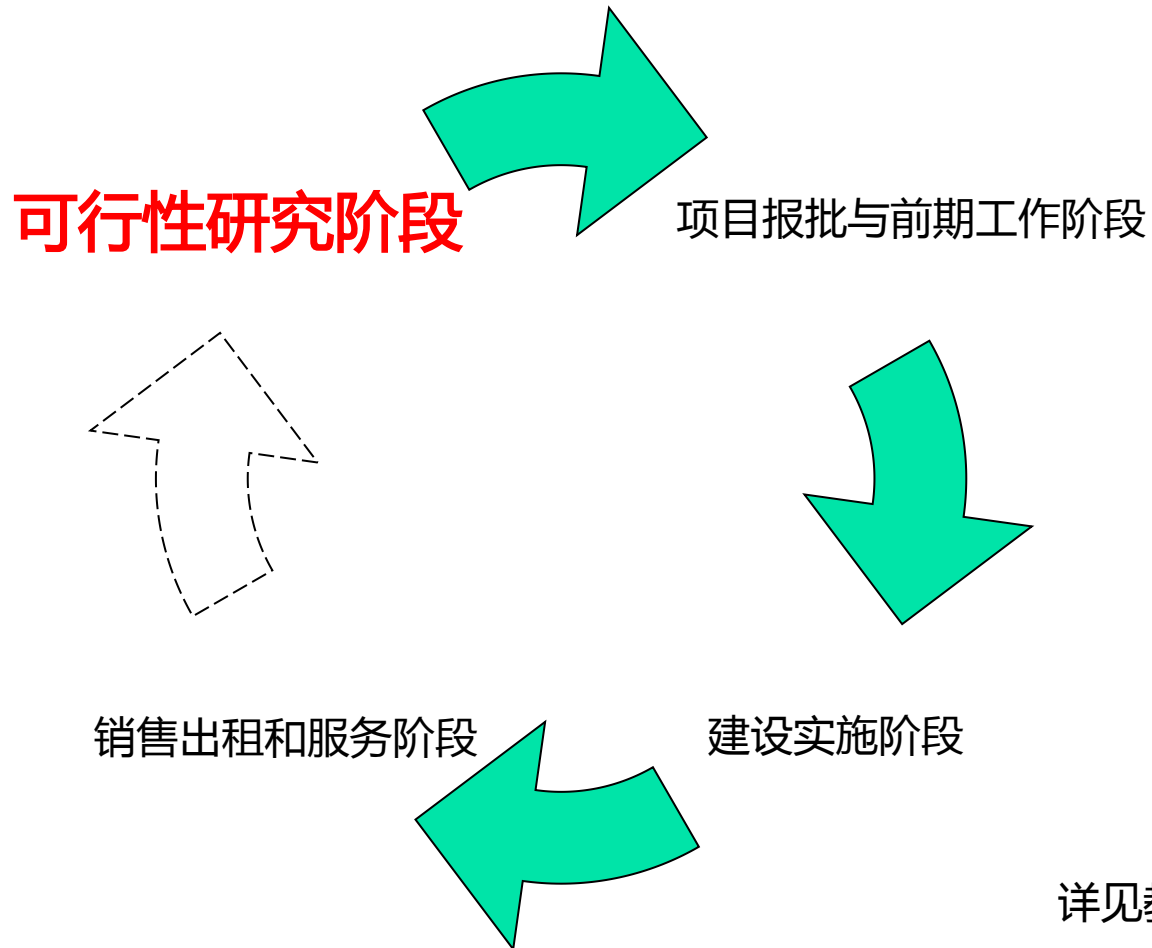 可行性研究阶段
项目报批与前期工作阶段
销售出租和服务阶段
建设实施阶段
详见